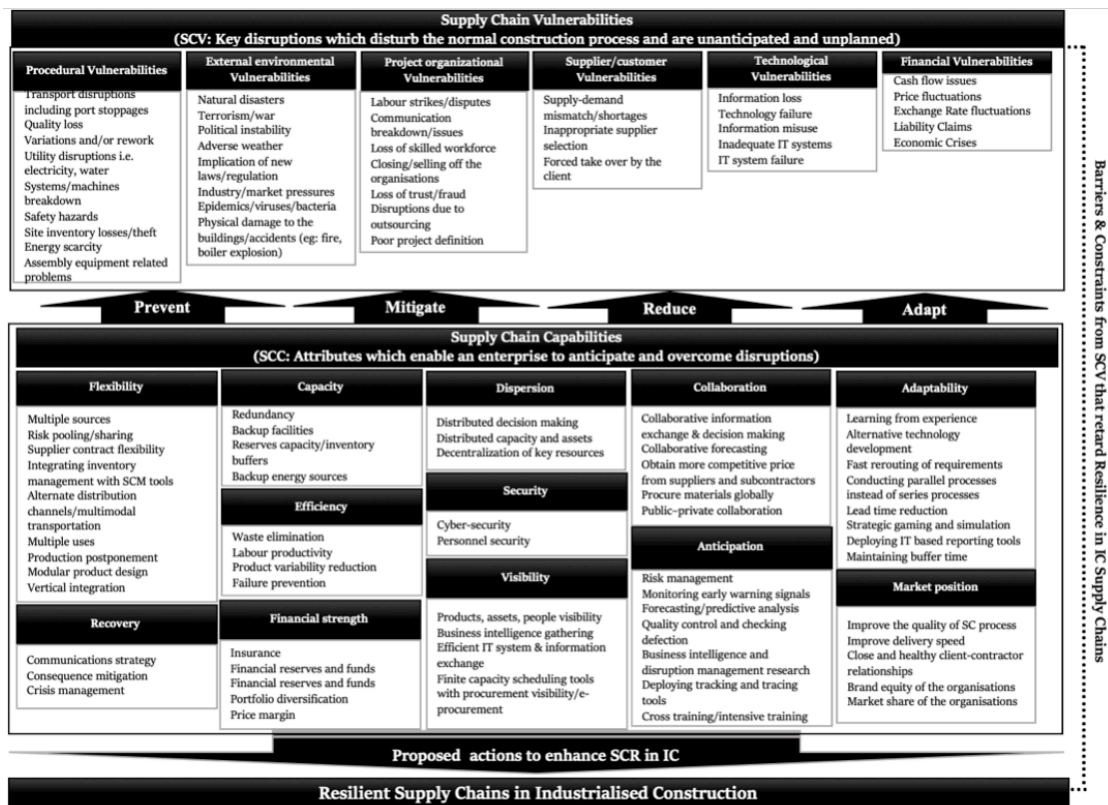 Supply Chain Vulnerabilities
(SCV: Key disruptions which disturb the normal construction process and are unanticipated and unplanned)
Procedural Vulnerabilities
Transport disruptions
including port stoppages
Quality loss
Variations and/or rework
Utility disruptions i.e.
electricity, water
Systems/machines
breakdown
Safety hazards
Site inventory losses/theft
Energy scarcity
Assembly equipment related
problems
External environmental
Vulnerabilities
Natural disasters
Terrorism/war
Political instability
Adverse weather
Implication of new
laws/regulation
Industry/market pressures
Epidemics/viruses/bacteria
Physical damage to the
buildings/accidents (eg: fire,
boiler explosion)
Project organizational
Vulnerabilities
Labour strikes/disputes
Communication
breakdown/issues
Loss of skilled workforce
Closing/selling off the
organisations
Loss of trust/fraud
Disruptions due to
outsourcing
Poor project definition
Supplier/customer
Vulnerabilities
Supply-demand
mismatch/shortages
Inappropriate supplier
selection
Forced take over by the
client
Technological
Vulnerabilities
Information loss
Technology failure
Information misuse
Inadequate IT systems
IT system failure
Financial Vulnerabilities
Cash flow issues
Price fluctuations
Exchange Rate fluctuations
Liability Claims
Economic Crises
Prevent
Mitigate
Reduce
Adapt
Supply Chain Capabilities
(SCC: Attributes which enable an enterprise to anticipate and overcome disruptions)
Flexibility
Multiple sources
Risk pooling/sharing
Supplier contract flexibility
Integrating inventory
management with SCM tools
Alternate distribution
channels/multimodal
transportation
Multiple uses
Production postponement
Modular product design
Vertical integration
Recovery
Communications strategy
Consequence mitigation
Crisis management
Capacity
Redundancy
Backup facilities
Reserves capacity/inventory
buffers
Backup energy sources
Efficiency
Waste elimination
Labour productivity
Product variability reduction
Failure prevention
Financial strength
Insurance
Financial reserves and funds
Financial reserves and funds
Portfolio diversification
Price margin
Dispersion
Distributed decision making
Distributed capacity and assets
Decentralization of key resources
Security
Cyber-security
Personnel security
Visibility
Products, assets, people visibility
Business intelligence gathering
Efficient IT system & information
exchange
Finite capacity scheduling tools
with procurement visibility/e-
procurement
Collaboration
Collaborative information
exchange & decision making
Collaborative forecasting
Obtain more competitive price
from suppliers and subcontractors
Procure materials globally
Public-private collaboration
Anticipation
Risk management
Monitoring early warning signals
Forecasting/predictive analysis
Quality control and checking
defection
Business intelligence and
disruption management research
Deploying tracking and tracing
tools
Cross training/intensive training
Adaptability
Learning from experience
Alternative technology
development
Fast rerouting of requirements
Conducting parallel processes
instead of series processes
Lead time reduction
Strategic gaming and simulation
Deploying IT based reporting tools
Maintaining buffer time
Market position
Improve the quality of SC process
Improve delivery speed
Close and healthy client-contractor
relationships
Brand equity of the organisations
Market share of the organisations
Proposed actions to enhance SCR in IC
Resilient Supply Chains in Industrialised Construction
Barriers & Constraints from SCV that retard Resilience in IC Supply Chains